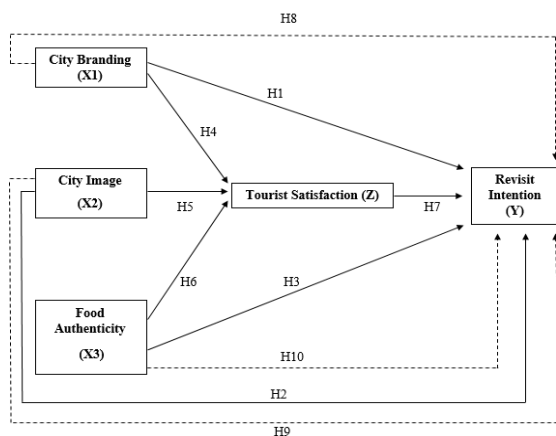 H8
City Branding
(X1)
H1
H4
City Image
(X2)
H5
Tourist Satisfaction (Z)
H7
Revisit
Intention
(Y)
H6
H3
Food
Authenticity
(X3)
H10
H2
H9